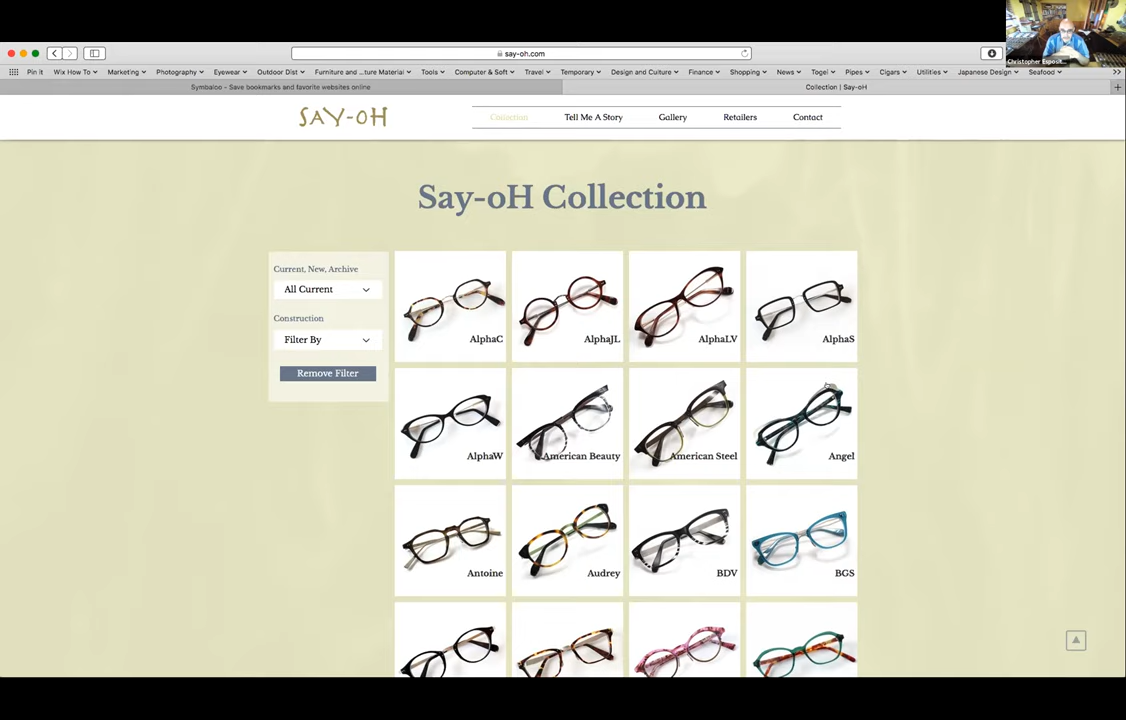 say-oh.com
Christopher Esposit...
Pin it Wix How To Marketing Photography Eyewear Outdoor Dist Furniture and ...ture Material Tools Computer & Soft Travel Temporary Design and Culture Finance Shopping News Togei Pipes Cigars Utilities Japanese Design Seafood
Symbaloo - Save bookmarks and favorite websites online
Collection | Say-oH
SAY-OH
Collection Tell Me A Story Gallery Retailers Contact
Say-oH Collection
Current, New, Archive
All Current
Construction
Filter By
Remove Filter
AlphaC AlphaJL AlphaLV AlphaS
AlphaW American Beauty American Steel Angel
Antoine Audrey BDV BGS